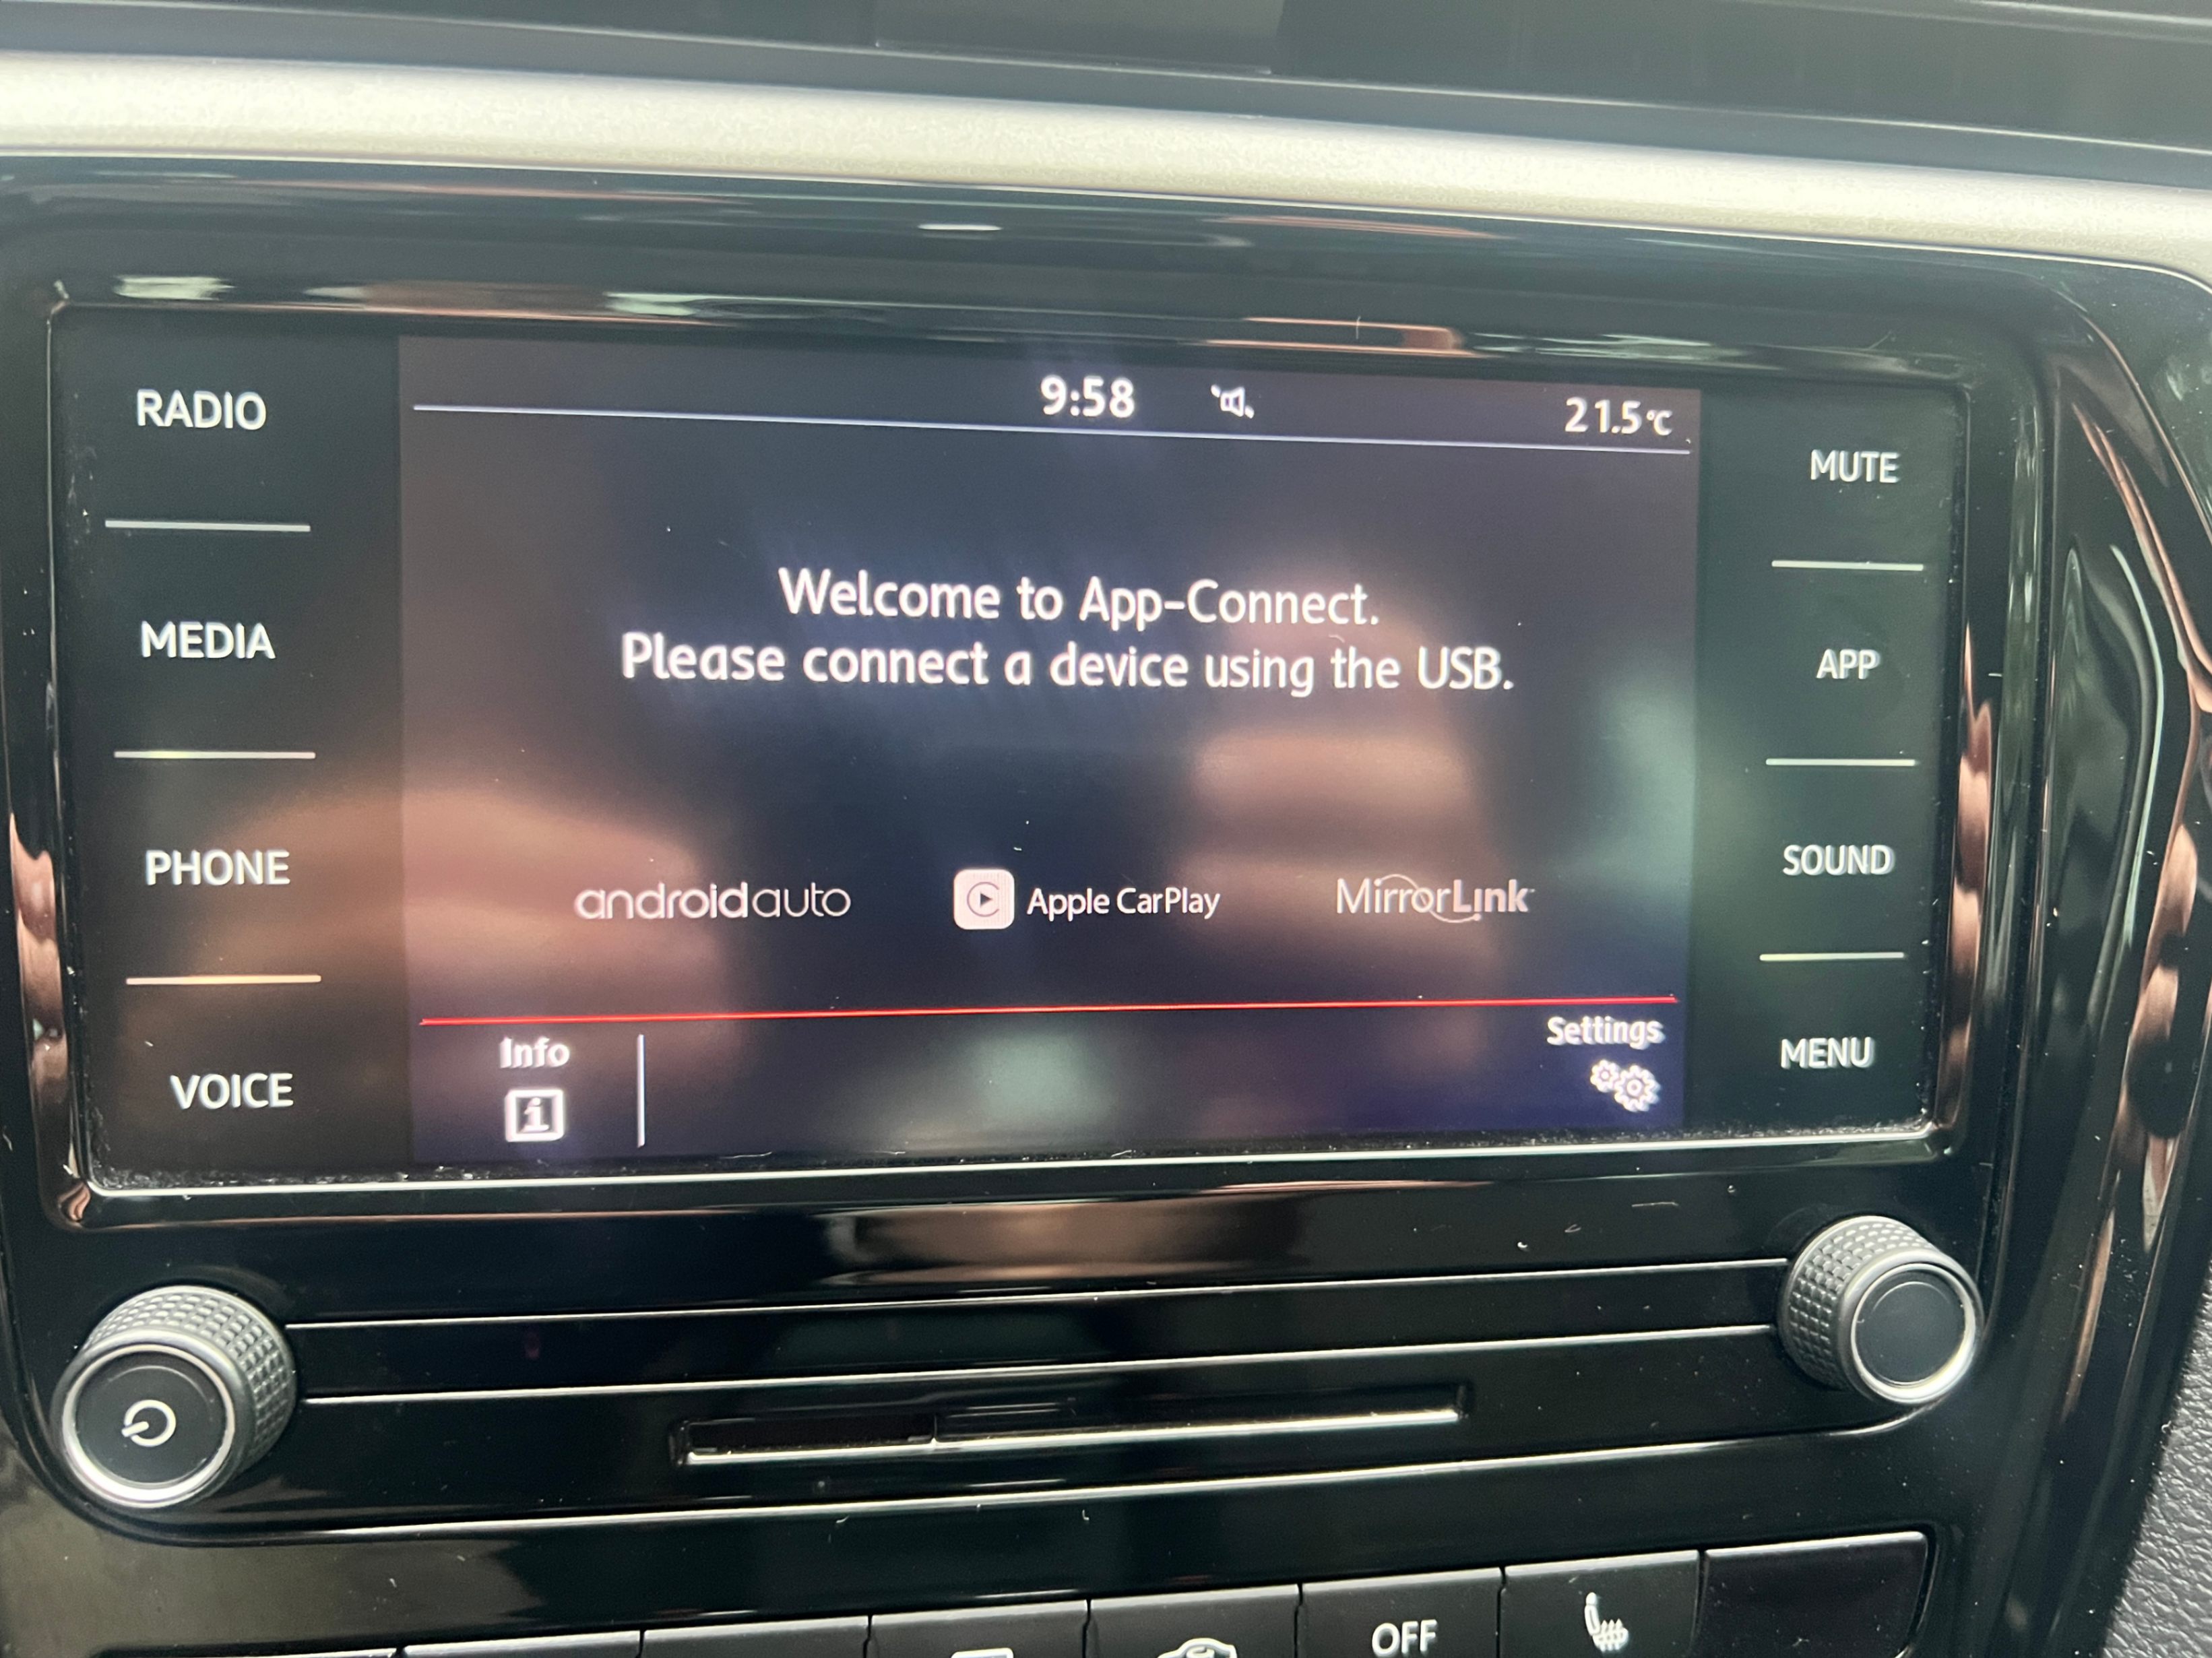 RADIO
MEDIA
PHONE
VOICE
9:58
21.5°C
Welcome to App-Connect.
Please connect a device using the USB.
androidauto
Apple CarPlay
MirrorLink
Info
i
Settings
MUTE
APP
SOUND
MENU
OFF